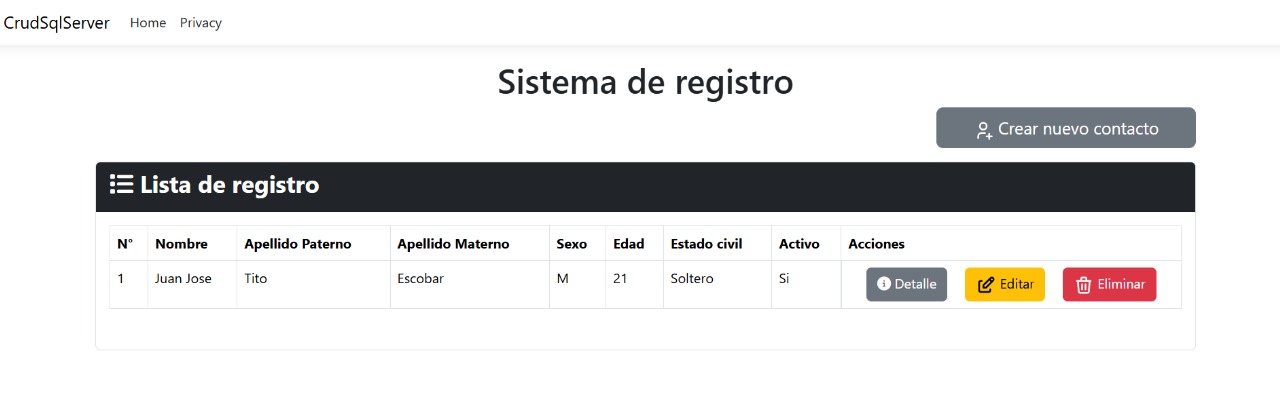 CrudSqlServer Home Privacy
Sistema de registro
Crear nuevo contacto
Lista de registro
N° Nombre Apellido Paterno Apellido Materno Sexo Edad Estado civil Activo Acciones
1 Juan Jose Tito Escobar M 21 Soltero Si Detalle Editar Eliminar